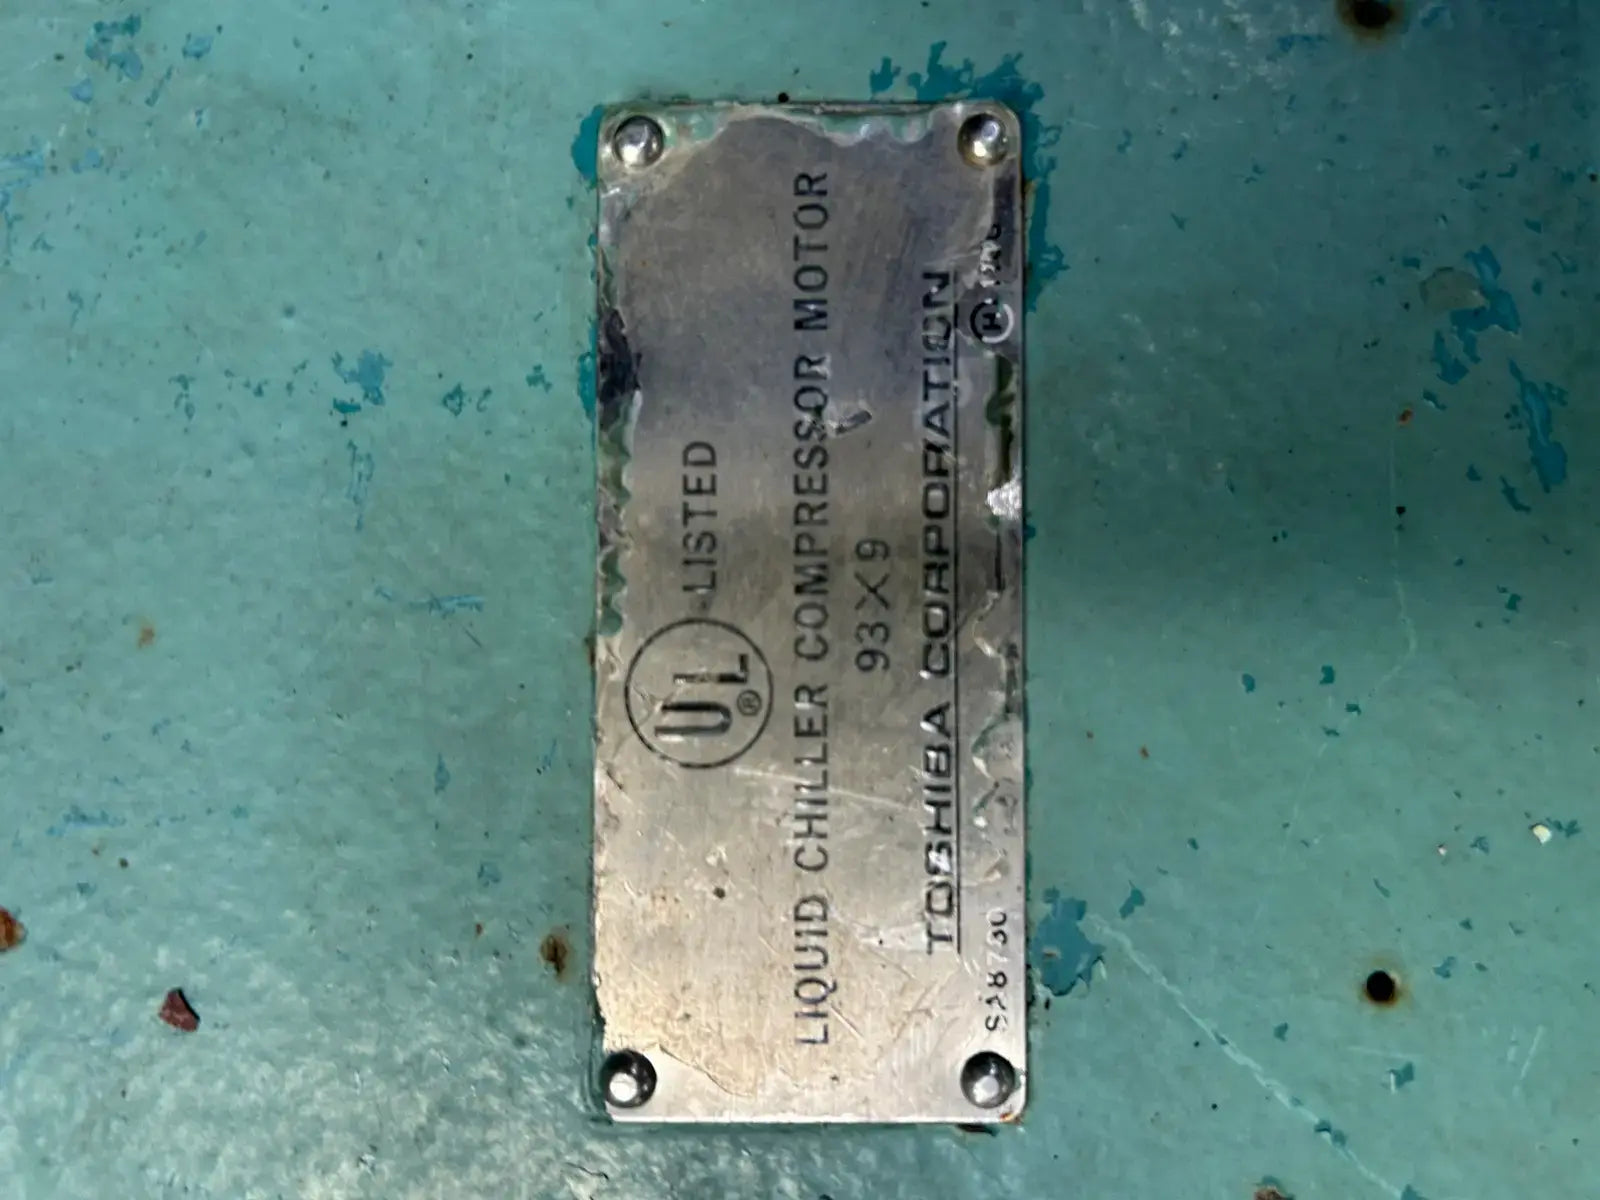 UL® LISTED
LIQUID CHILLER COMPRESSOR MOTOR
93X9
TOSHIBA CORPORATION